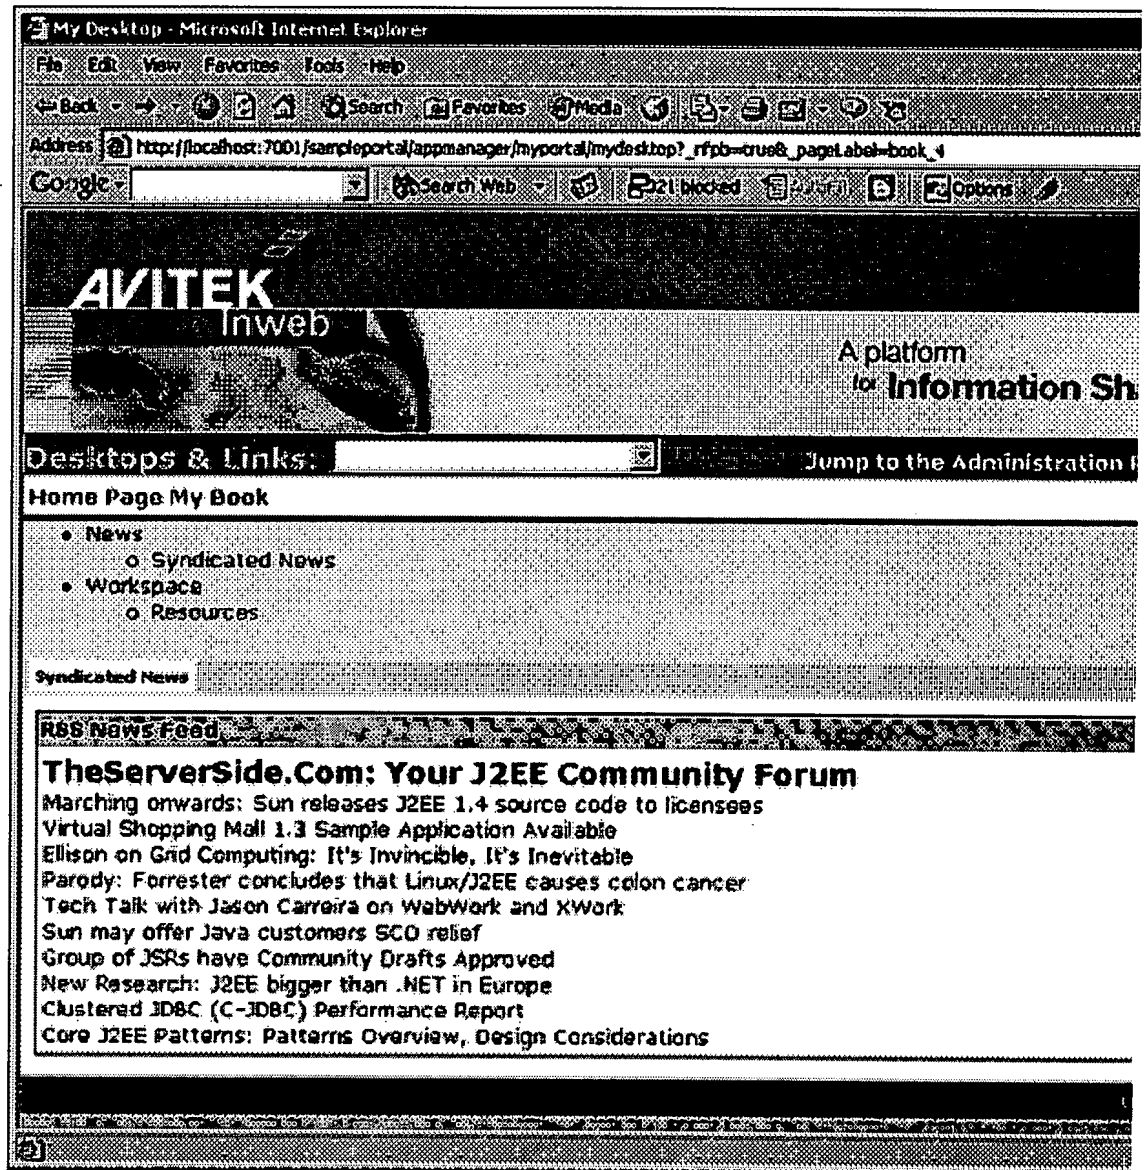 My Desktop - Microsoft Internet Explorer
File Edit View Favorites Tools Help
Back Search Favorites Media
Address http://localhost:7001/sampleportal/appmanager/myportal/mydesktop?_nfpb=true&_pageLabel=book_4
Google Search Web 321 blocked Options
AVITEK
Inweb
A platform
for Information Sh
Desktops & Links:
Jump to the Administration
Home Page My Book
News
Syndicated News
Workspace
Resources
Syndicated News
RSS News Feed
TheServerSide.Com: Your J2EE Community Forum
Marching onwards: Sun releases J2EE 1.4 source code to licensees
Virtual Shopping Mall 1.3 Sample Application Available
Ellison on Grid Computing: It's Invincible, It's Inevitable
Parody: Forrester concludes that Linux/J2EE causes colon cancer
Tech Talk with Jason Carreira on WebWork and XWork
Sun may offer Java customers SCO relief
Group of JSRs have Community Drafts Approved
New Research: J2EE bigger than .NET in Europe
Clustered JDBC (C-JDBC) Performance Report
Core J2EE Patterns: Patterns Overview, Design Considerations